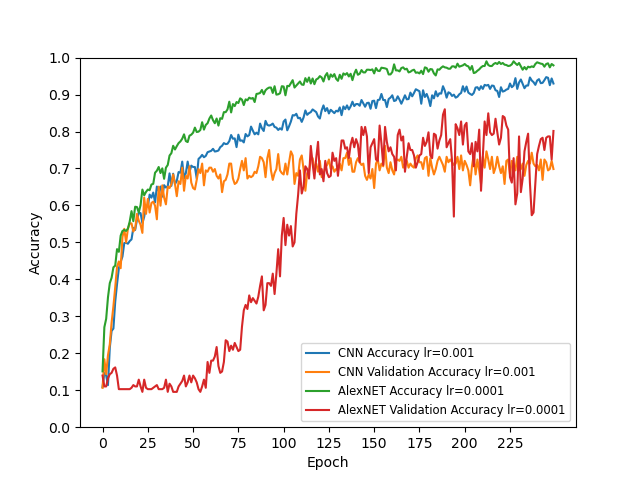 1.0
0.9
0.8
0.7
0.6
0.5
0.4
0.3
0.2
0.1
0.0
Accuracy
CNN Accuracy lr=0.001
CNN Validation Accuracy lr=0.001
AlexNET Accuracy lr=0.0001
AlexNET Validation Accuracy lr=0.0001
0 25 50 75 100 125 150 175 200 225
Epoch